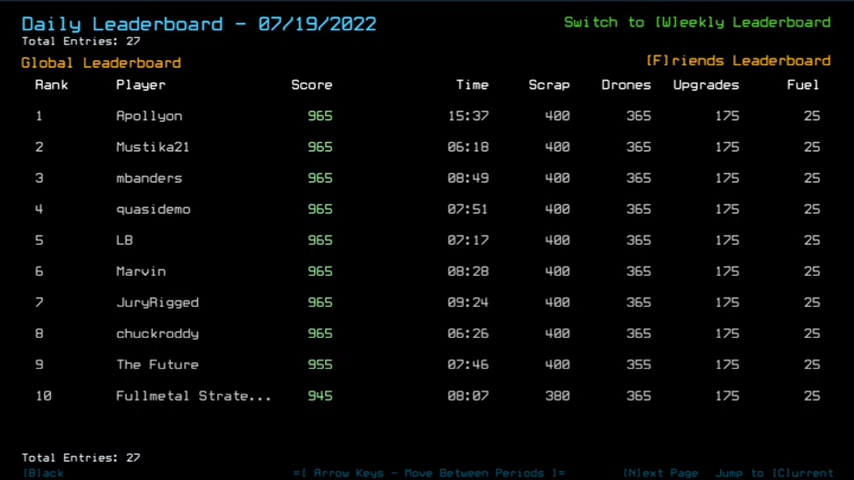 Daily Leaderboard - 07/19/2022 Switch to [W]eekly Leaderboard
Total Entries: 27
Global Leaderboard [F]riends Leaderboard
Rank Player Score Time Scrap Drones Upgrades Fuel
1 Apollyon 965 15:37 400 365 175 25
2 Mustika21 965 06:18 400 365 175 25
3 mbanders 965 08:49 400 365 175 25
4 quasidemo 965 07:51 400 365 175 25
5 LB 965 07:17 400 365 175 25
6 Marvin 965 08:28 400 365 175 25
7 JuryRigged 965 09:24 400 365 175 25
8 chuckroddy 965 06:26 400 365 175 25
9 The Future 955 07:46 400 355 175 25
10 Fullmetal Strate... 945 08:07 380 365 175 25
Total Entries: 27
[B]ack =[ Arrow Keys - Move Between Periods ]= [N]ext Page Jump to [C]urrent